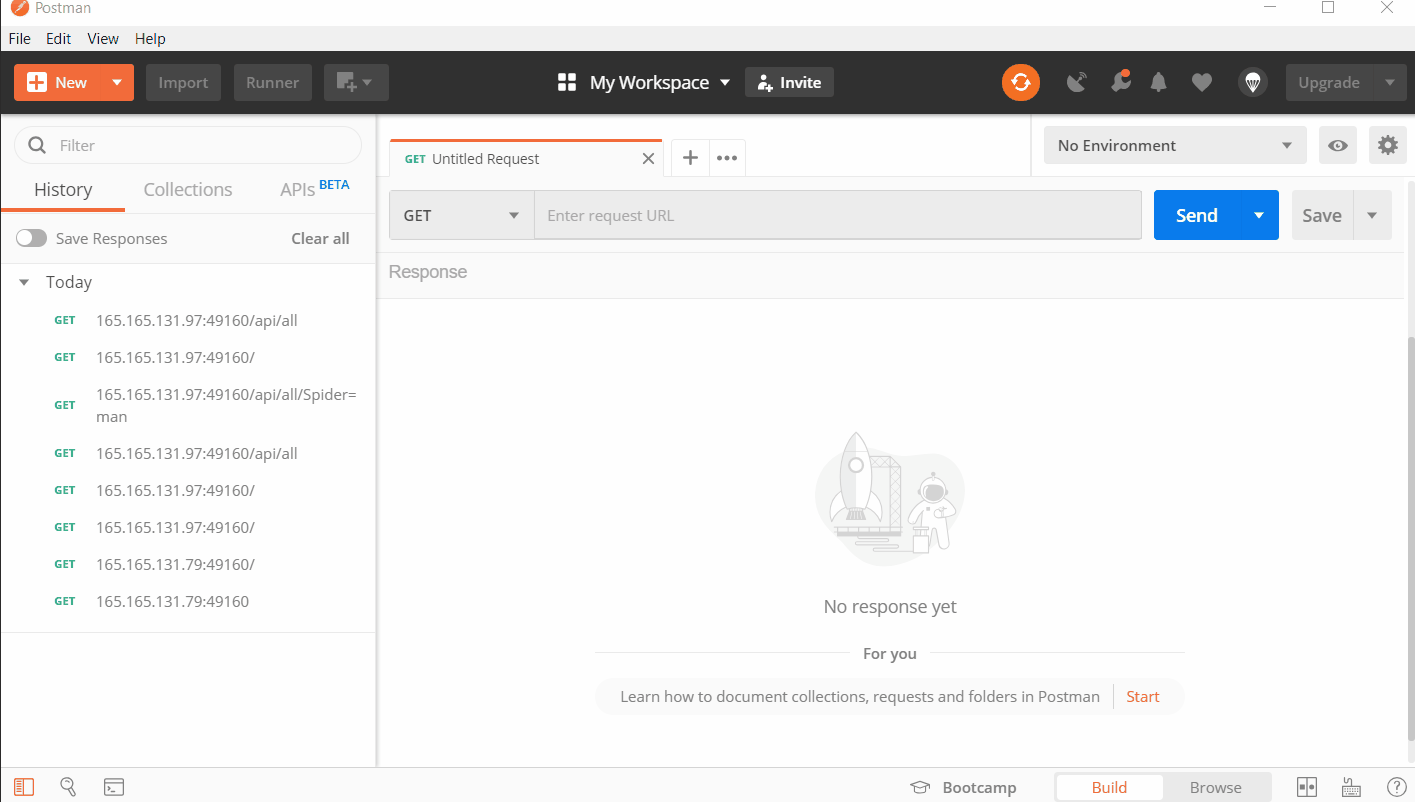 Postman
File Edit View Help
New Import Runner My Workspace Invite Upgrade
Filter
GET Untitled Request
No Environment
History Collections APIs BETA
GET Enter request URL Send Save
Save Responses Clear all
Response
Today
GET 165.165.131.97:49160/api/all
GET 165.165.131.97:49160/
GET 165.165.131.97:49160/api/all/Spider=
man
GET 165.165.131.97:49160/api/all
GET 165.165.131.97:49160/
GET 165.165.131.97:49160/
GET 165.165.131.79:49160/
GET 165.165.131.79:49160
No response yet
For you
Learn how to document collections, requests and folders in Postman Start
Bootcamp Build Browse